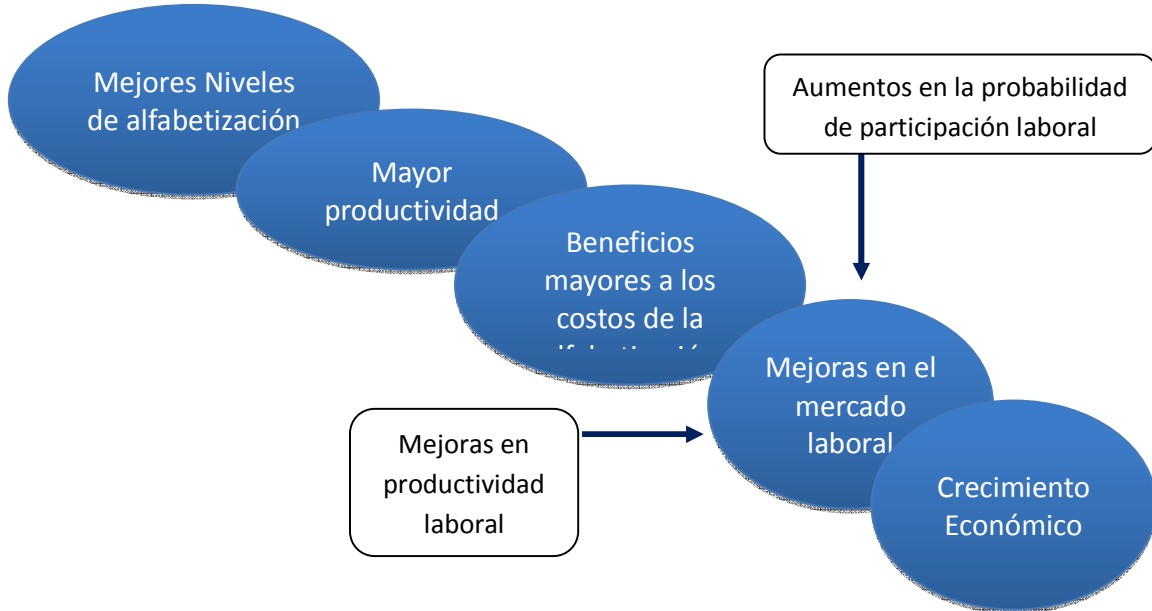 Mejores Niveles
de alfabetización
Mayor
productividad
Beneficios
mayores a los
costos de la
Aumentos en la probabilidad
de participación laboral
Mejoras en el
mercado
laboral
Mejoras en
productividad
laboral
Crecimiento
Económico